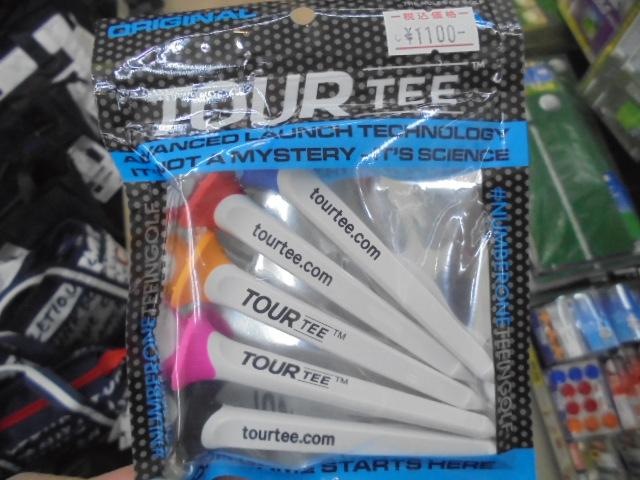 ORIGINAL
税込価格
¥1100-
TOUR TEE™
ADVANCED LAUNCH TECHNOLOGY
IT'S NOT A MYSTERY IT'S SCIENCE
tourtee.com
tourtee.com
TOUR TEE™
TOUR TEE™
tourtee.com
#NUMBERONETEEINGOLF
#NUMBERONETEEINGOLF
STARTS HERE